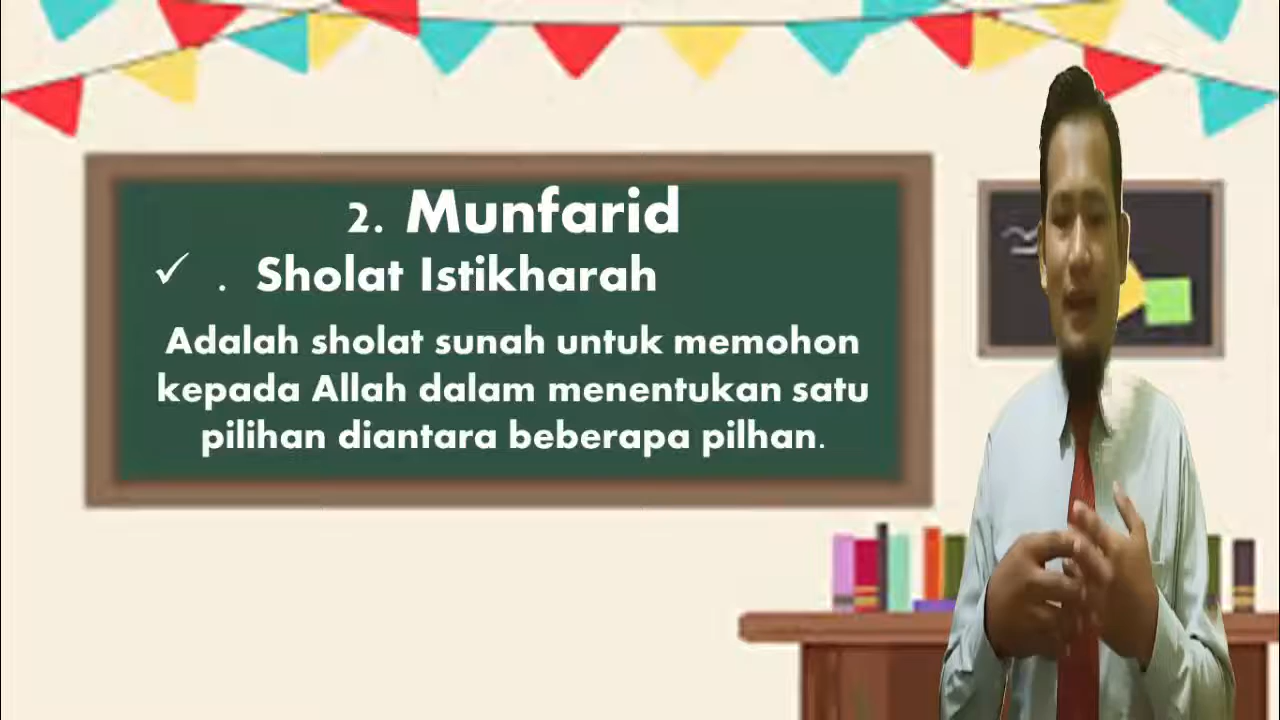 2. Munfarid
✓ . Sholat Istikharah
Adalah sholat sunah untuk memohon
kepada Allah dalam menentukan satu
pilihan diantara beberapa pilhan.